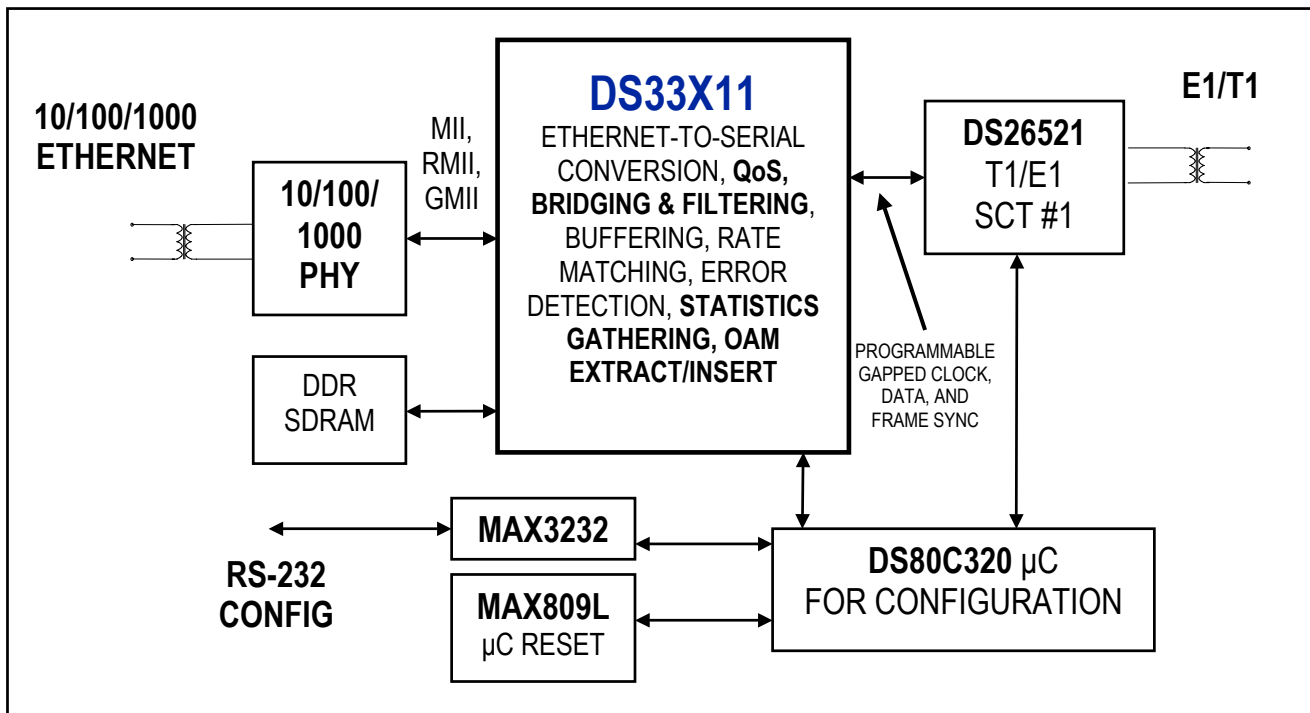 10/100/1000
ETHERNET
10/100/
1000
PHY
MII,
RMII,
GMII
DS33X11
ETHERNET-TO-SERIAL
CONVERSION, QoS,
BRIDGING & FILTERING,
BUFFERING, RATE
MATCHING, ERROR
DETECTION, STATISTICS
GATHERING, OAM
EXTRACT/INSERT
E1/T1
DS26521
T1/E1
SCT #1
PROGRAMMABLE
GAPPED CLOCK,
DATA, AND
FRAME SYNC
DDR
SDRAM
RS-232
CONFIG
MAX3232
MAX809L
µC RESET
DS80C320 µC
FOR CONFIGURATION